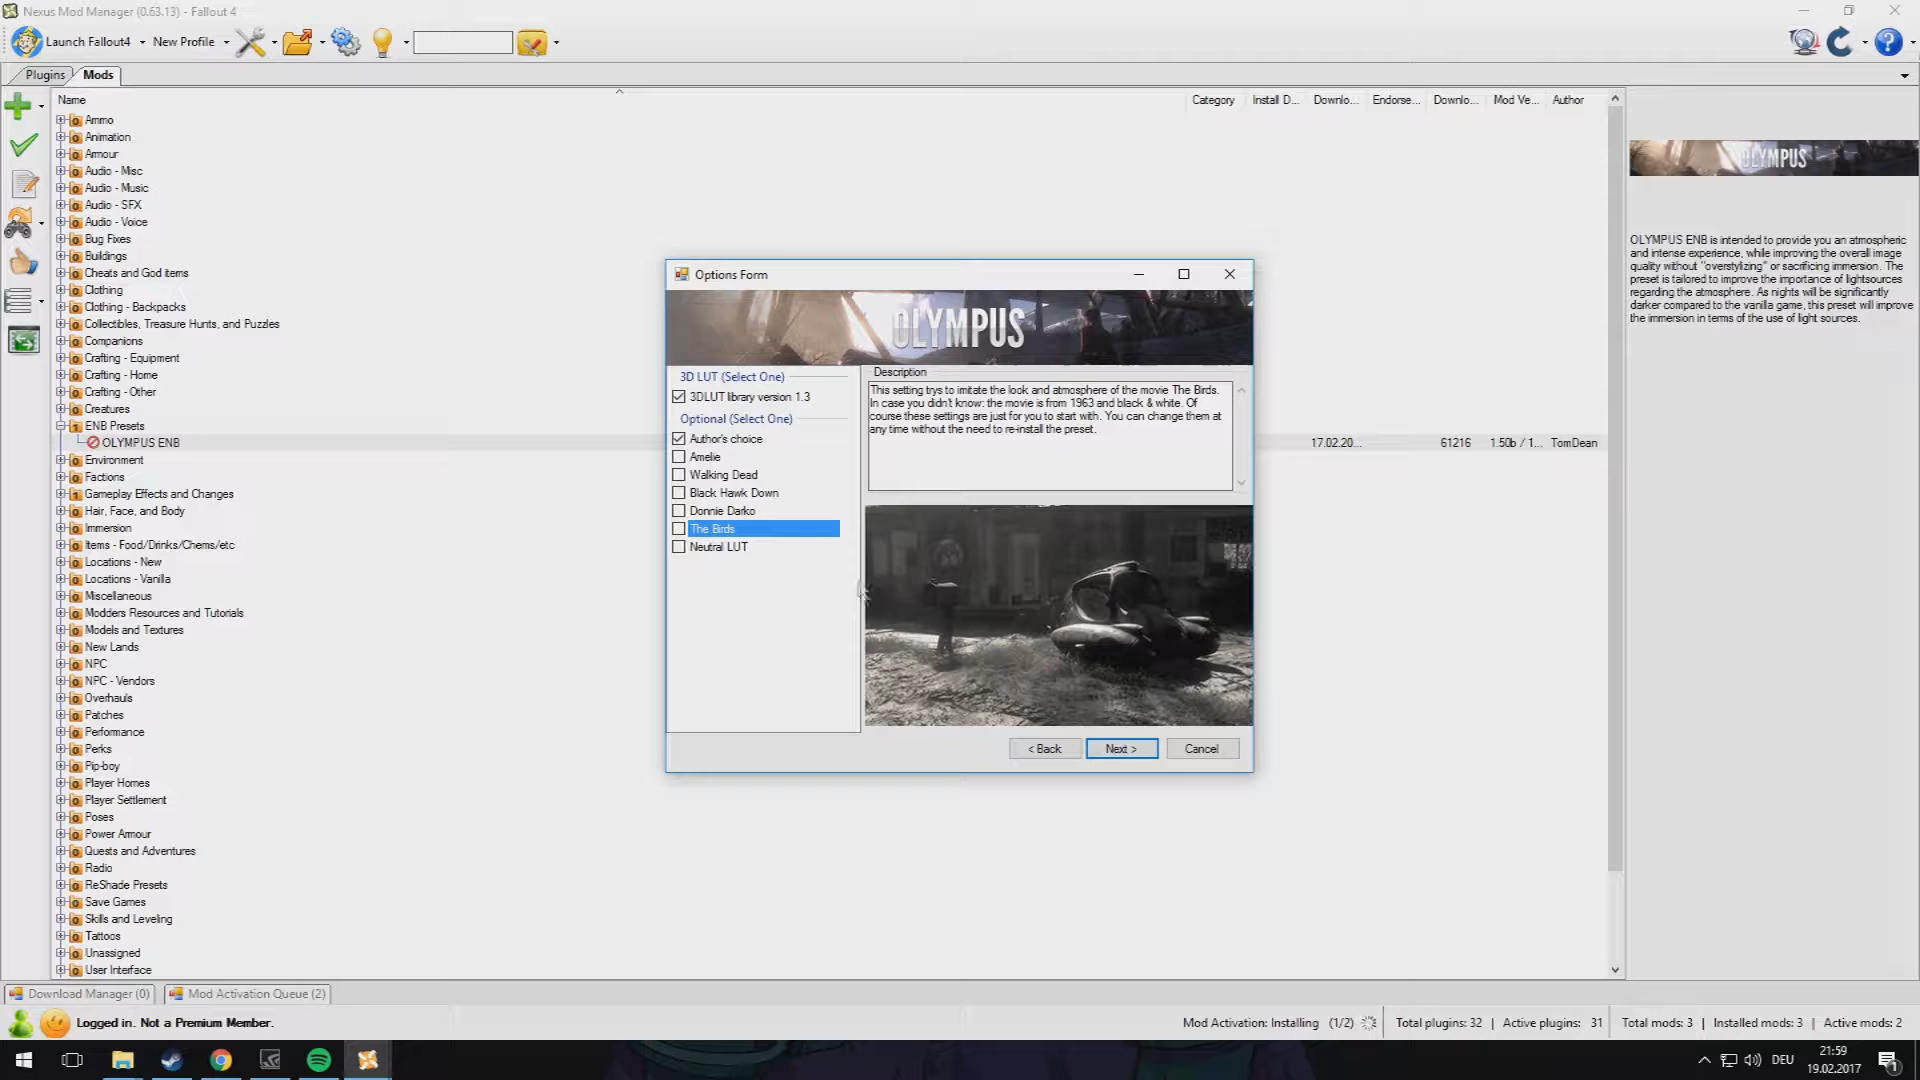 Nexus Mod Manager (0.63.13) - Fallout 4
Launch Fallout4
New Profile
Plugins
Mods
Name
Category
Install D...
Downlo...
Endorse...
Downlo...
Mod Ve...
Author
Ammo
Animation
Armour
Audio - Misc
Audio - Music
Audio - SFX
Audio - Voice
Bug Fixes
Buildings
Cheats and God items
Clothing
Clothing - Backpacks
Collectibles, Treasure Hunts, and Puzzles
Companions
Crafting - Equipment
Crafting - Home
Crafting - Other
Creatures
ENB Presets
OLYMPUS ENB
17.02.20...
61216
1.50b / 1...
TomDean
Environment
Factions
Gameplay Effects and Changes
Hair, Face, and Body
Immersion
Items - Food/Drinks/Chems/etc
Locations - New
Locations - Vanilla
Miscellaneous
Modders Resources and Tutorials
Models and Textures
New Lands
NPC
NPC - Vendors
Overhauls
Patches
Performance
Perks
Pip-boy
Player Homes
Player Settlement
Poses
Power Armour
Quests and Adventures
Radio
ReShade Presets
Save Games
Skills and Leveling
Tattoos
Unassigned
User Interface
Options Form
OLYMPUS
3D LUT (Select One)
3DLUT library version 1.3
Optional (Select One)
Author's choice
Amelie
Walking Dead
Black Hawk Down
Donnie Darko
The Birds
Neutral LUT
Description
This setting trys to imitate the look and atmosphere of the movie The Birds.
In case you didn't know: the movie is from 1963 and black & white. Of
course these settings are just for you to start with. You can change them at
any time without the need to re-install the preset.
< Back
Next >
Cancel
OLYMPUS
OLYMPUS ENB is intended to provide you an atmospheric
and intense experience, while improving the overall image
quality without "overstylizing" or sacrificing immersion. The
preset is tailored to improve the importance of lightsources
regarding the atmosphere. As nights will be significantly
darker compared to the vanilla game, this preset will improve
the immersion in terms of the use of light sources.
Download Manager (0)
Mod Activation Queue (2)
Logged in. Not a Premium Member.
Mod Activation: Installing (1/2)
Total plugins: 32 | Active plugins: 31
Total mods: 3 | Installed mods: 3 | Active mods: 2
DEU
21:59
19.02.2017
1